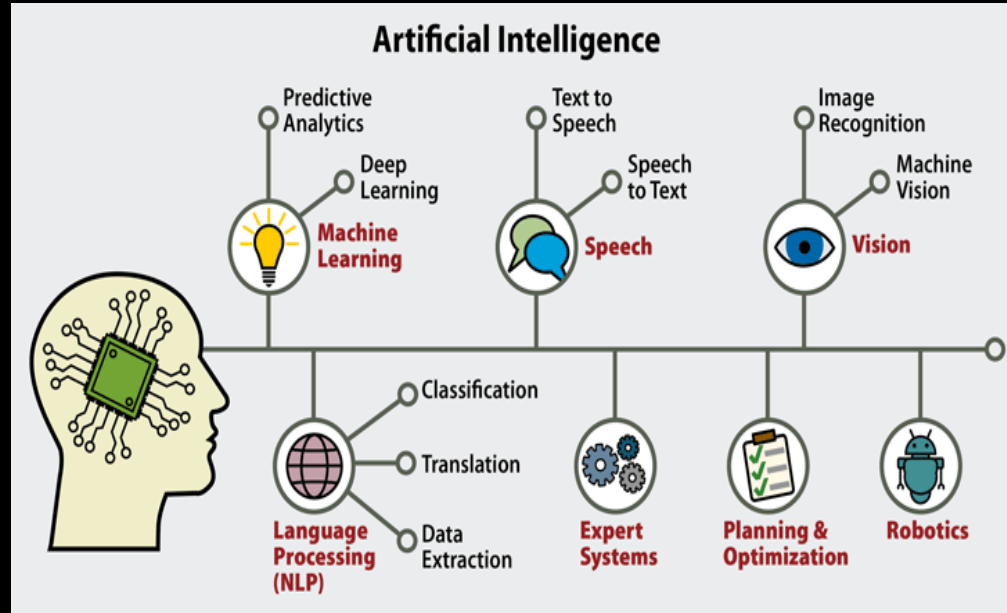 Artificial Intelligence
Predictive
Analytics
Deep
Learning
Machine
Learning
Text to
Speech
Speech
to Text
Speech
Image
Recognition
Machine
Vision
Vision
Classification
Translation
Data
Extraction
Language
Processing
(NLP)
Expert
Systems
Planning &
Optimization
Robotics